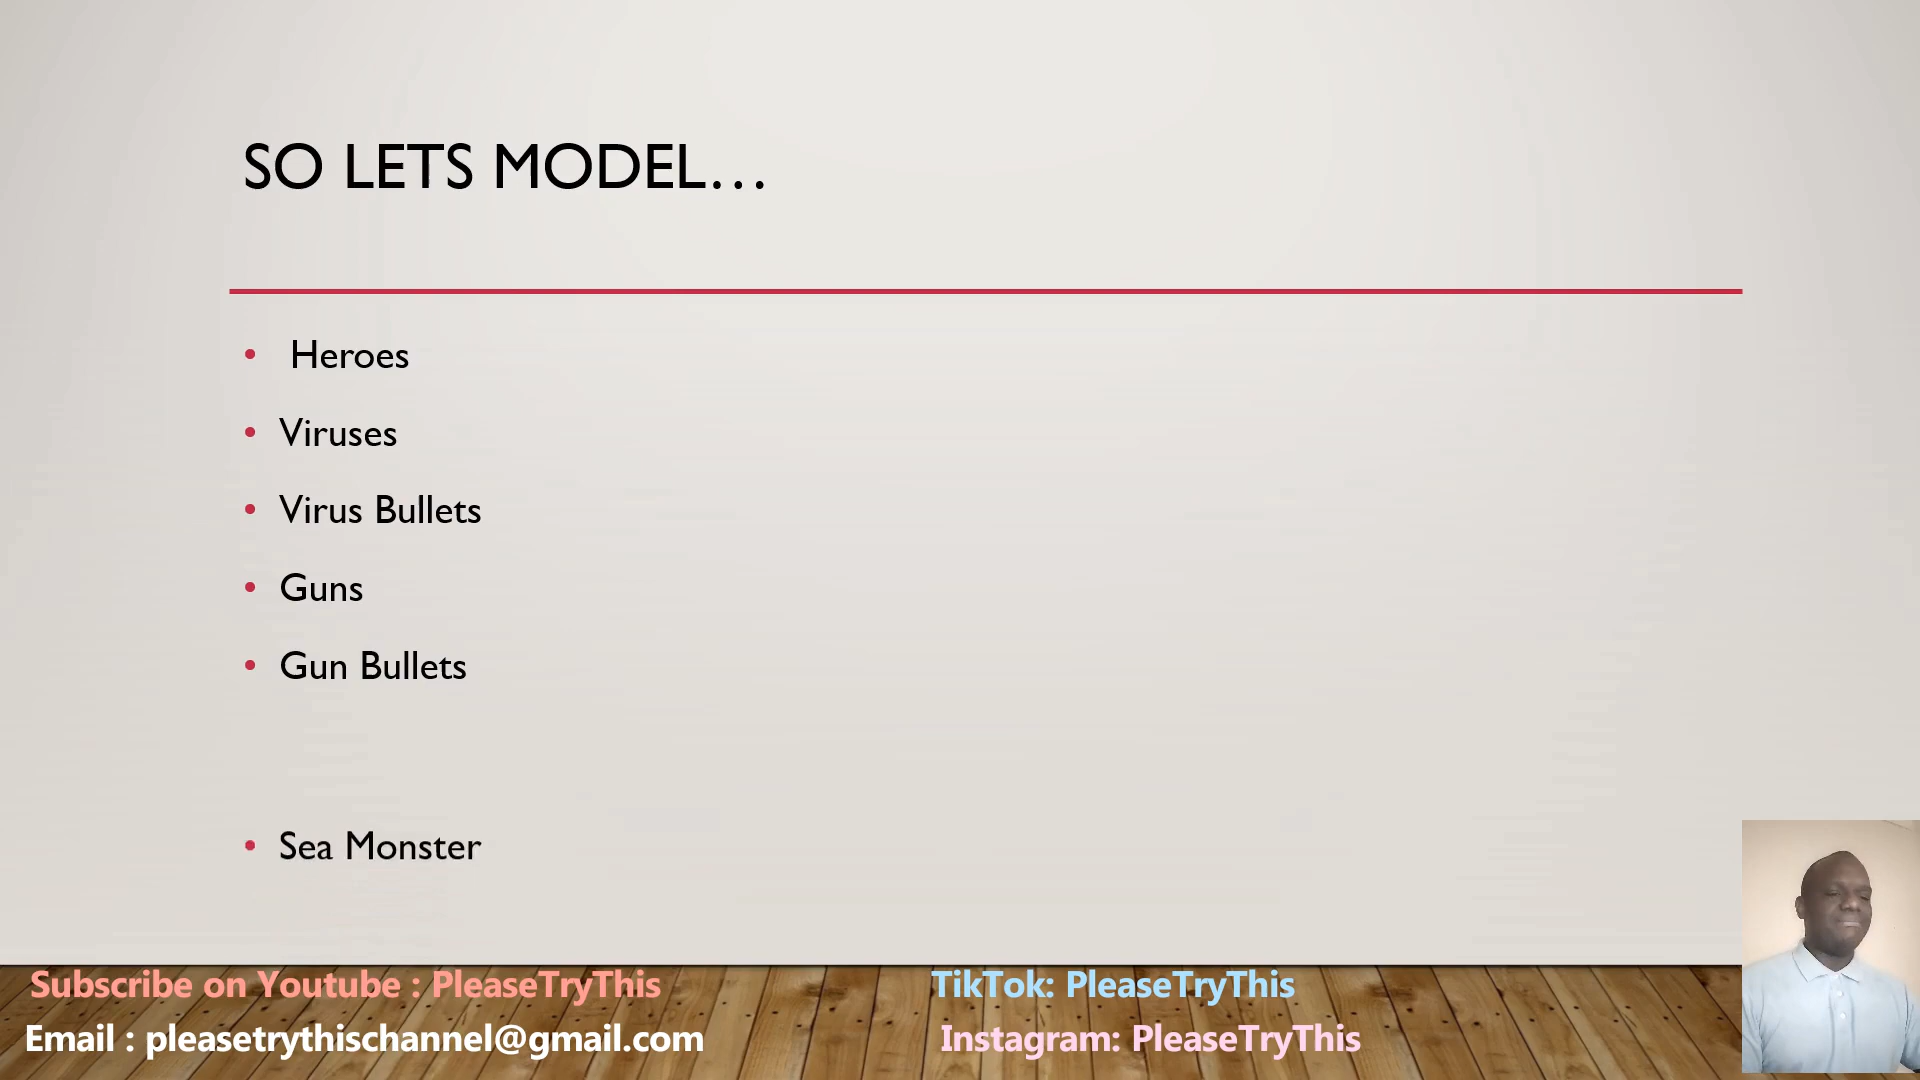 SO LETS MODEL...
• Heroes
• Viruses
• Virus Bullets
• Guns
• Gun Bullets
• Sea Monster
Subscribe on Youtube : PleaseTryThis
TikTok: PleaseTryThis
Email : pleasetrythischannel@gmail.com
Instagram: PleaseTryThis